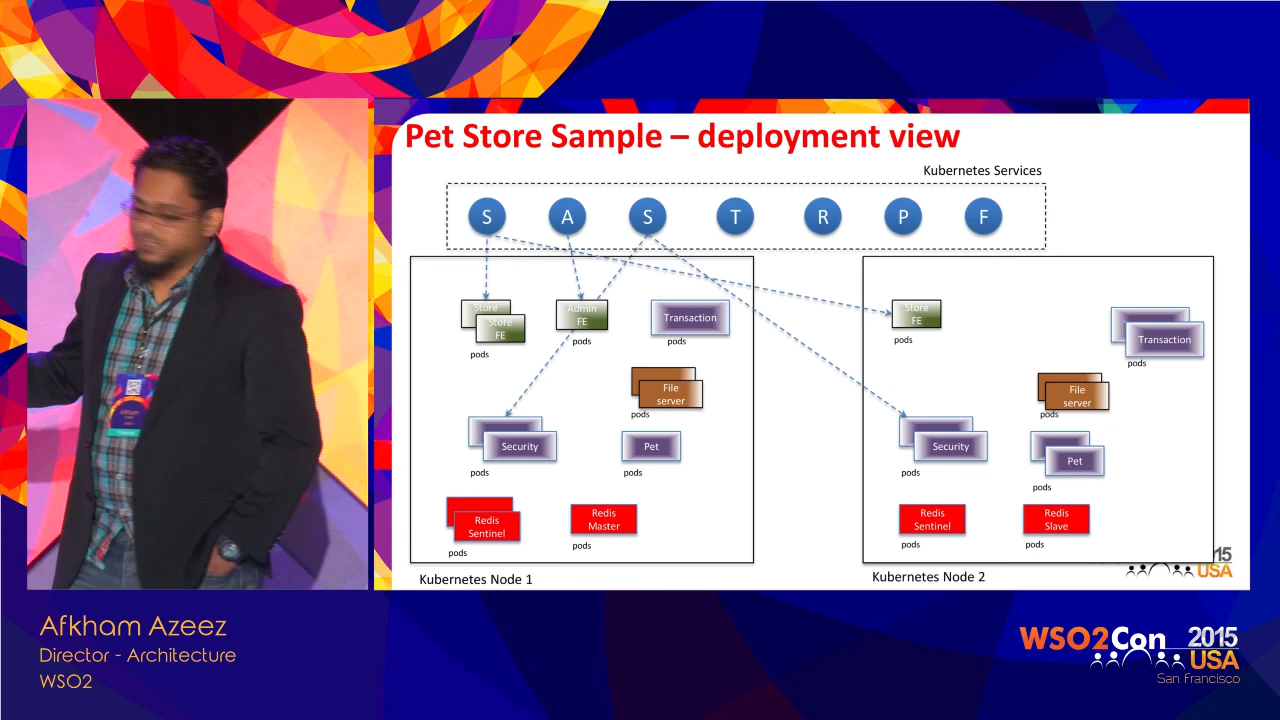 Pet Store Sample – deployment view
Kubernetes Services
S A S T R P F
Store
Store
FE
pods
Admin
FE
pods
Transaction
pods
File
server
pods
Security
pods
Pet
pods
Redis
Sentinel
pods
Redis
Master
pods
Kubernetes Node 1
Store
FE
pods
Transaction
pods
File
server
pods
Security
pods
Pet
pods
Redis
Sentinel
pods
Redis
Slave
pods
Kubernetes Node 2
15
USA
Afkham Azeez
Director - Architecture
WSO2
WSO2Con 2015
USA
San Francisco